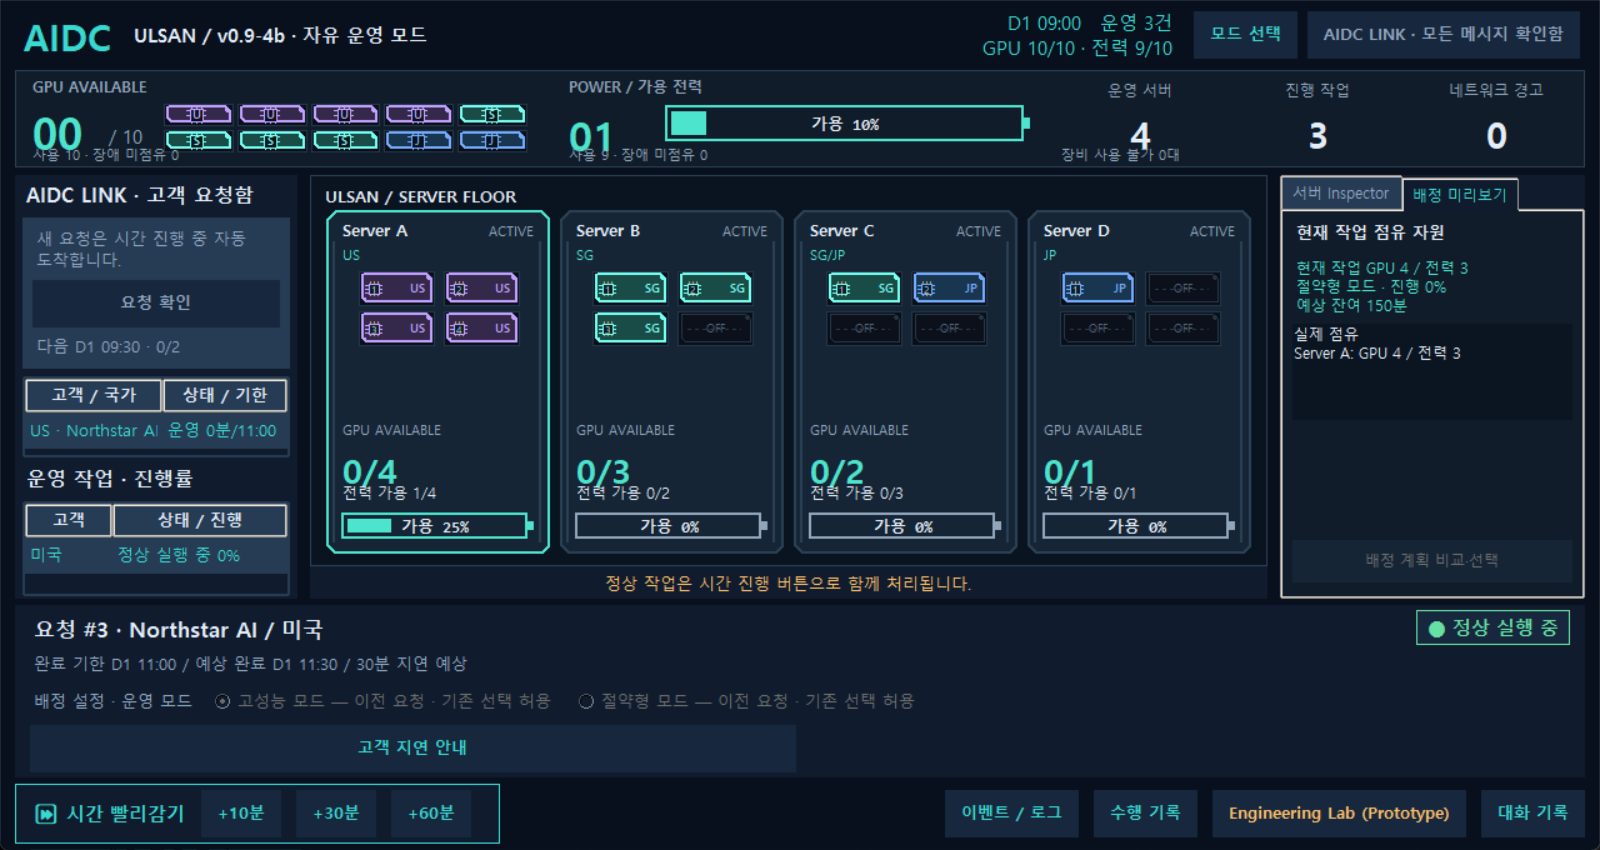 AIDC
ULSAN / v0.9-4b · 자유 운영 모드
D1 09:00 운영 3건
GPU 10/10 · 전력 9/10
모드 선택
AIDC LINK · 모든 메시지 확인함
GPU AVAILABLE
00 / 10
사용 10 · 장애 미점유 0
U U U U S
S S S J J
POWER / 가용 전력
01
사용 9 · 장애 미점유 0
가용 10%
운영 서버
4
장비 사용 불가 0대
진행 작업
3
네트워크 경고
0
AIDC LINK · 고객 요청함
새 요청은 시간 진행 중 자동
도착합니다.
요청 확인
다음 D1 09:30 · 0/2
고객 / 국가 상태 / 기한
US · Northstar AI 운영 0분/11:00
운영 작업 · 진행률
고객 상태 / 진행
미국 정상 실행 중 0%
ULSAN / SERVER FLOOR
Server A ACTIVE
US
1 US 2 US
3 US 4 US
GPU AVAILABLE
0/4
전력 가용 1/4
가용 25%
Server B ACTIVE
SG
1 SG 2 SG
1 SG ---OFF---
GPU AVAILABLE
0/3
전력 가용 0/2
가용 0%
Server C ACTIVE
SG/JP
1 SG 2 JP
---OFF--- ---OFF---
GPU AVAILABLE
0/2
전력 가용 0/3
가용 0%
Server D ACTIVE
JP
1 JP ---OFF---
---OFF--- ---OFF---
GPU AVAILABLE
0/1
전력 가용 0/1
가용 0%
정상 작업은 시간 진행 버튼으로 함께 처리됩니다.
서버 Inspector 배정 미리보기
현재 작업 점유 자원
현재 작업 GPU 4 / 전력 3
절약형 모드 · 진행 0%
예상 잔여 150분
실제 점유
Server A: GPU 4 / 전력 3
배정 계획 비교·선택
요청 #3 · Northstar AI / 미국
정상 실행 중
완료 기한 D1 11:00 / 예상 완료 D1 11:30 / 30분 지연 예상
배정 설정 · 운영 모드 고성능 모드 — 이전 요청 · 기존 선택 허용 절약형 모드 — 이전 요청 · 기존 선택 허용
고객 지연 안내
시간 빨리감기 +10분 +30분 +60분
이벤트 / 로그
수행 기록
Engineering Lab (Prototype)
대화 기록